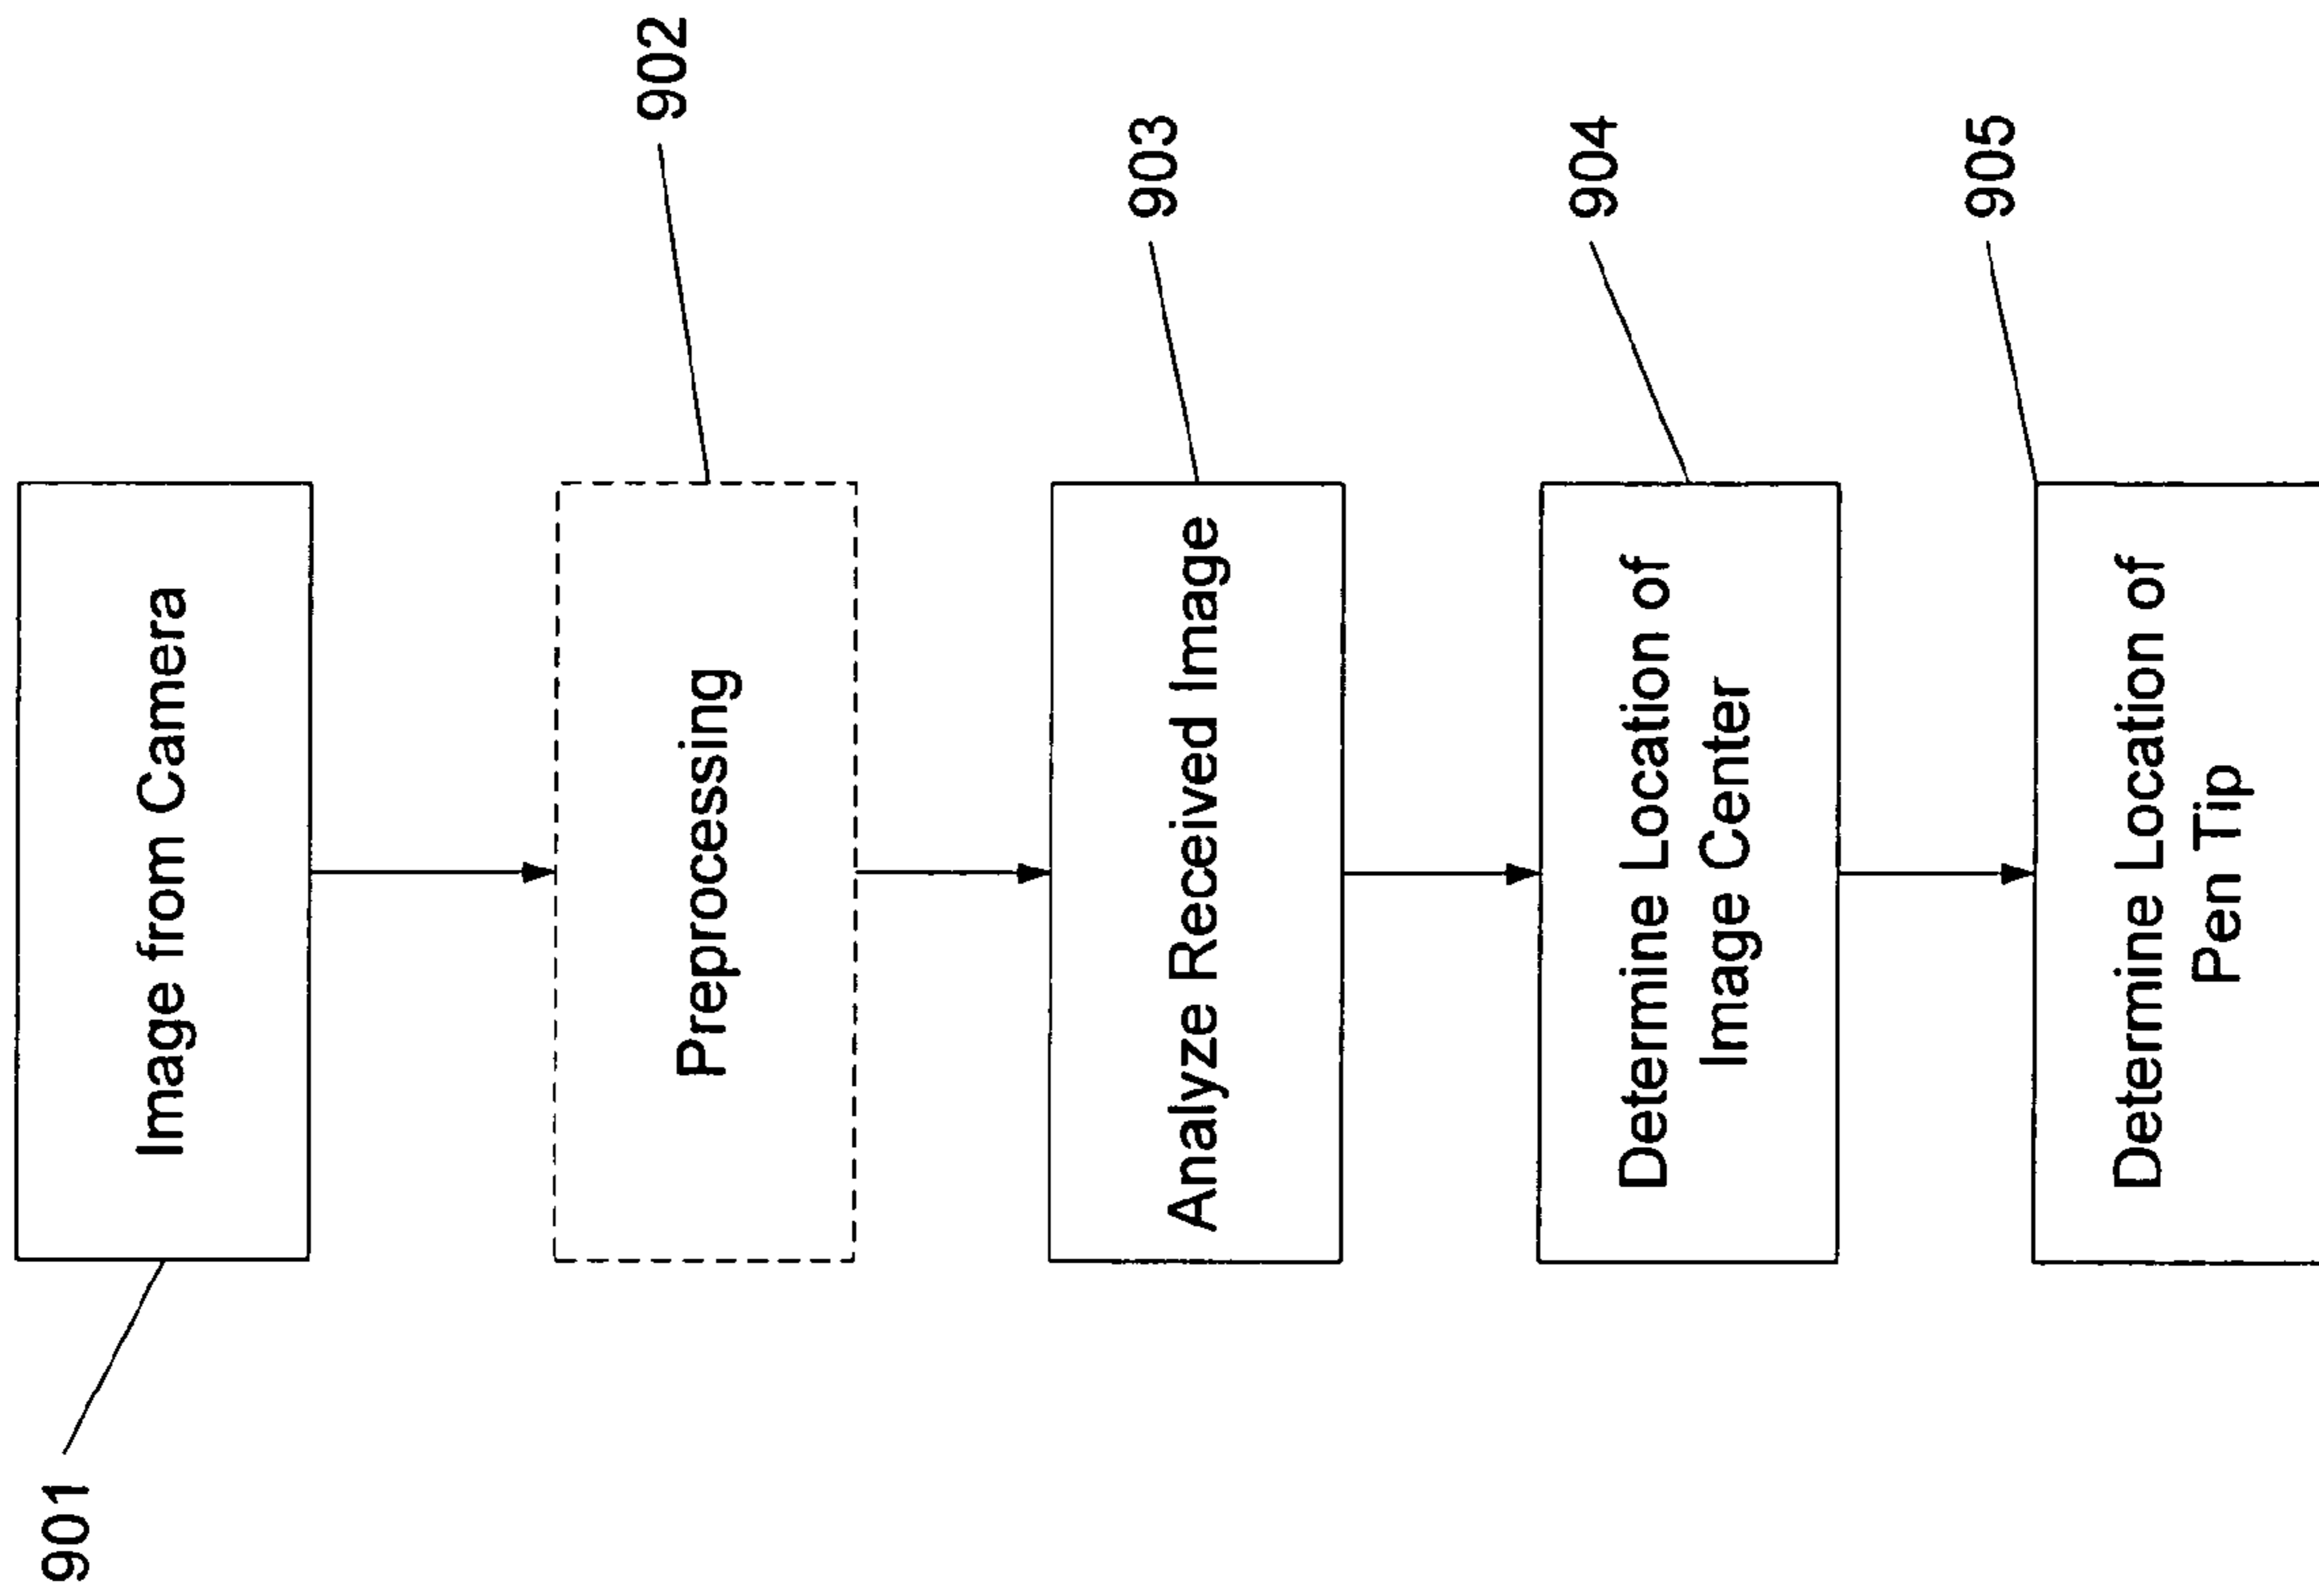 901
Image from Camera
902
Preprocessing
903
Analyze Received Image
904
Determine Location of
Image Center
905
Determine Location of
Pen Tip